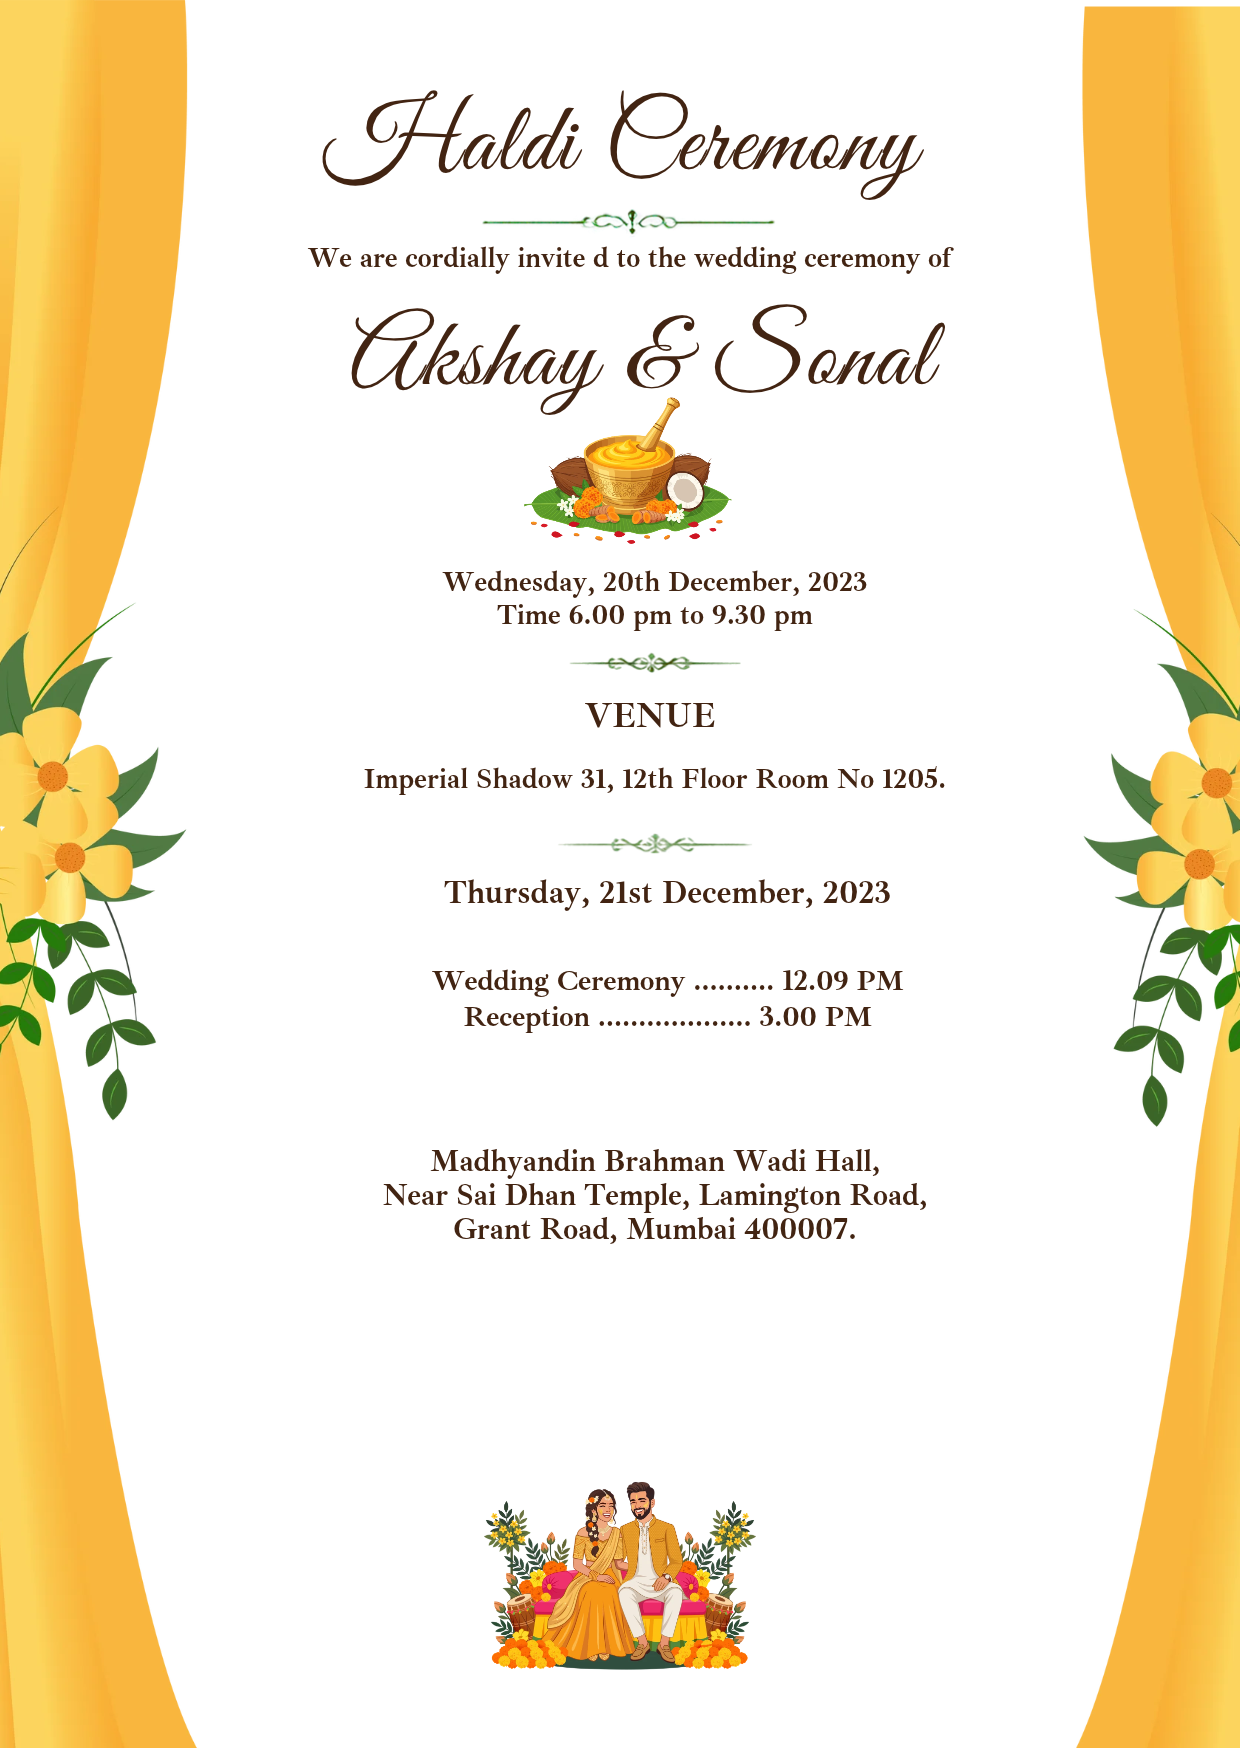 Haldi Ceremony
We are cordially invite d to the wedding ceremony of
Akshay & Sonal
Wednesday, 20th December, 2023
Time 6.00 pm to 9.30 pm
VENUE
Imperial Shadow 31, 12th Floor Room No 1205.
Thursday, 21st December, 2023
Wedding Ceremony .......... 12.09 PM
Reception ................... 3.00 PM
Madhyandin Brahman Wadi Hall,
Near Sai Dhan Temple, Lamington Road,
Grant Road, Mumbai 400007.